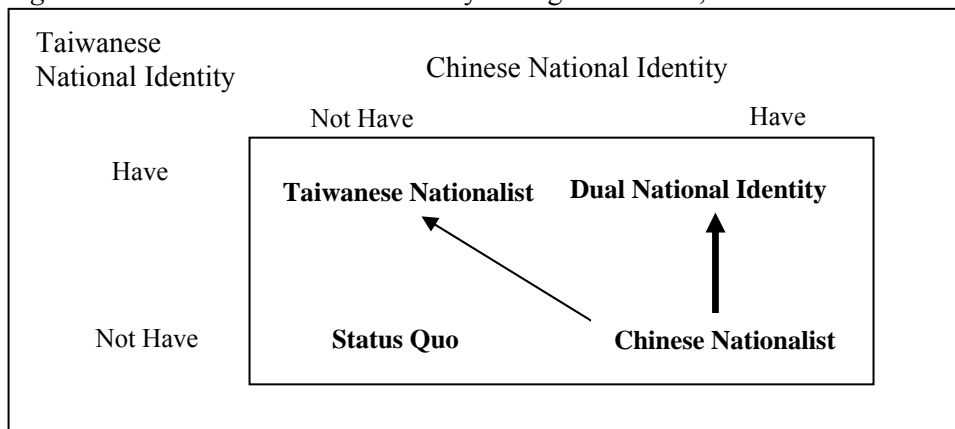 Taiwanese
National Identity
Chinese National Identity
Not Have
Have
Have
Taiwanese Nationalist
Dual National Identity
Not Have
Status Quo
Chinese Nationalist